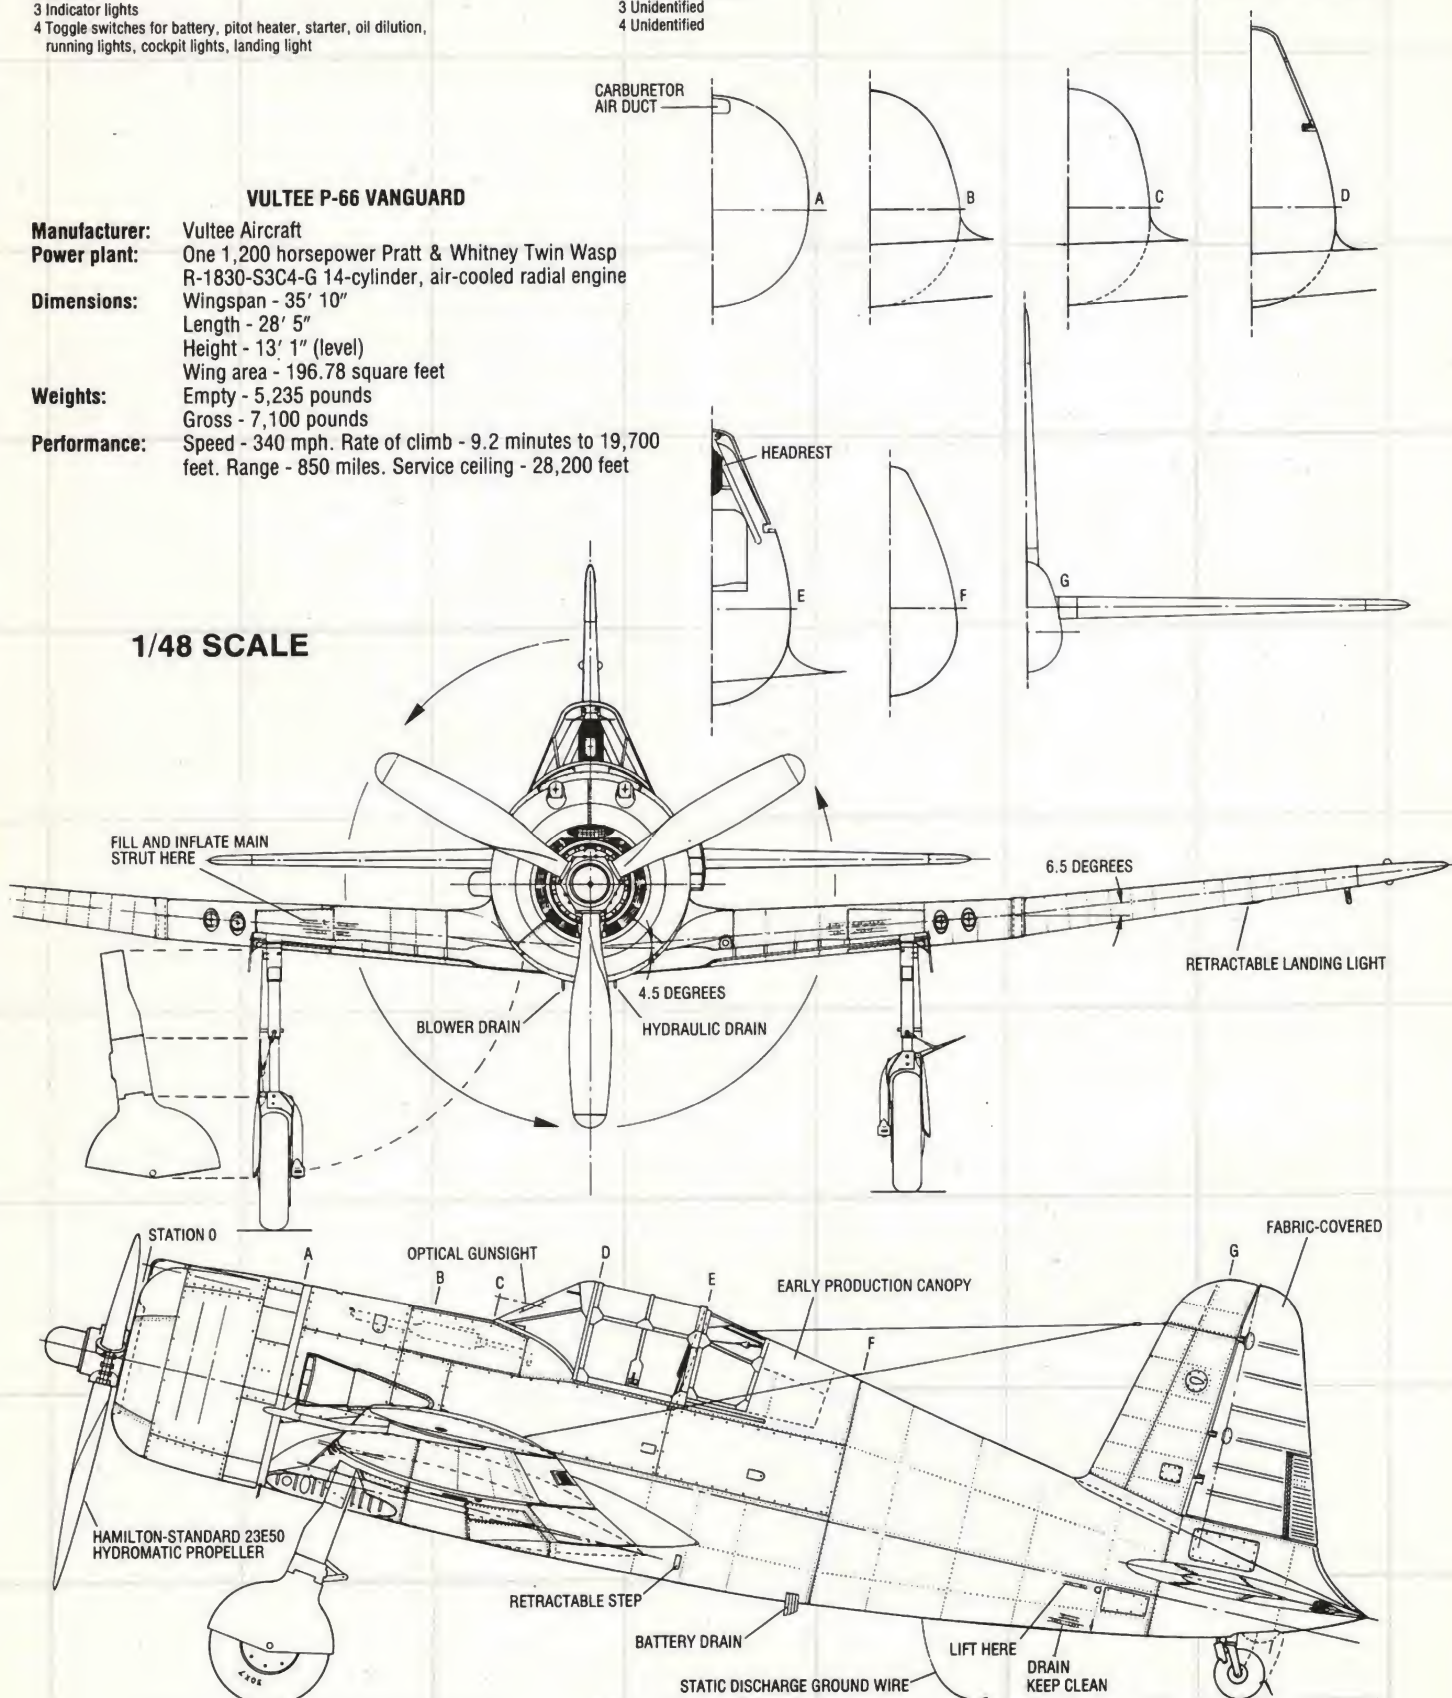 3 Indicator lights
4 Toggle switches for battery, pitot heater, starter, oil dilution,
running lights, cockpit lights, landing light
3 Unidentified
4 Unidentified
CARBURETOR
AIR DUCT
A
B
C
D
VULTEE P-66 VANGUARD
Manufacturer: Vultee Aircraft
Power plant: One 1,200 horsepower Pratt & Whitney Twin Wasp
R-1830-S3C4-G 14-cylinder, air-cooled radial engine
Dimensions: Wingspan - 35′ 10″
Length - 28′ 5″
Height - 13′ 1″ (level)
Wing area - 196.78 square feet
Weights: Empty - 5,235 pounds
Gross - 7,100 pounds
Performance: Speed - 340 mph. Rate of climb - 9.2 minutes to 19,700
feet. Range - 850 miles. Service ceiling - 28,200 feet
HEADREST
E
F
G
1/48 SCALE
FILL AND INFLATE MAIN
STRUT HERE
6.5 DEGREES
RETRACTABLE LANDING LIGHT
4.5 DEGREES
BLOWER DRAIN
HYDRAULIC DRAIN
STATION 0
A
B
OPTICAL GUNSIGHT
C
D
E
EARLY PRODUCTION CANOPY
F
G
FABRIC-COVERED
HAMILTON-STANDARD 23E50
HYDROMATIC PROPELLER
RETRACTABLE STEP
BATTERY DRAIN
STATIC DISCHARGE GROUND WIRE
LIFT HERE
DRAIN
KEEP CLEAN
30X7